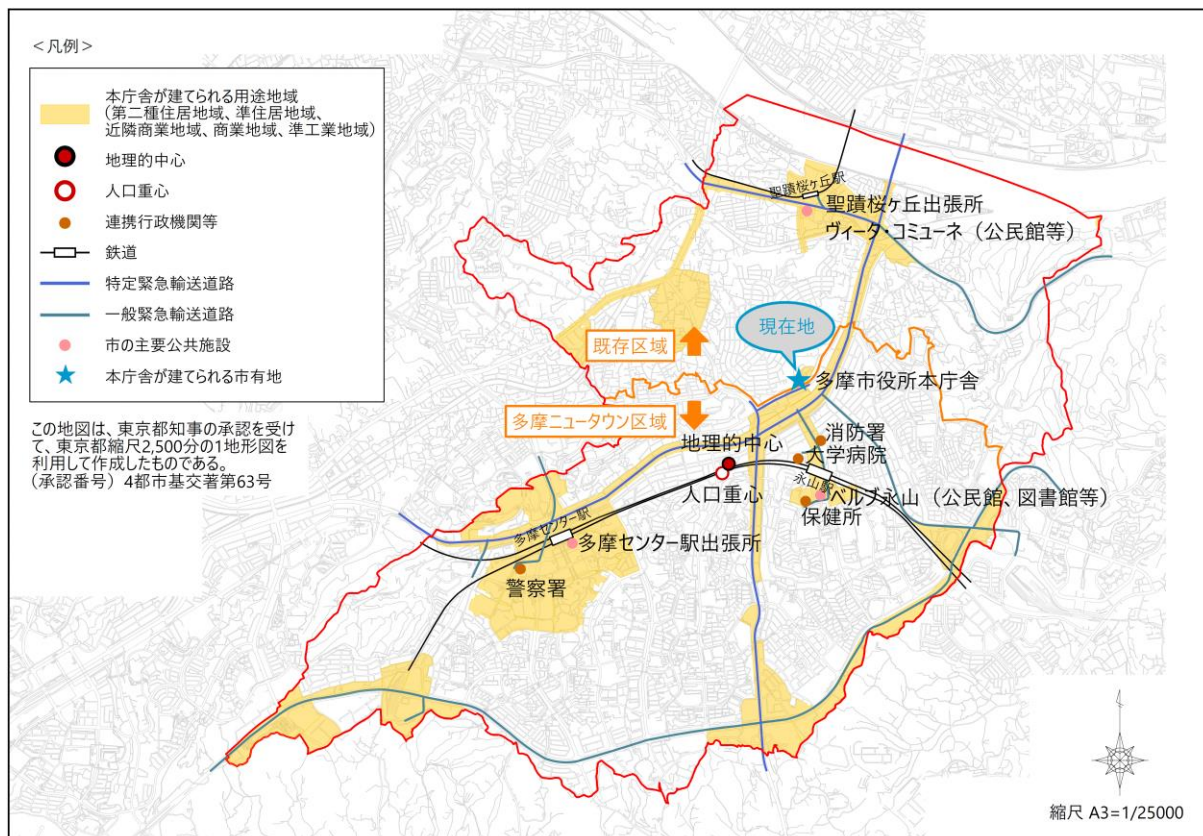 <凡例>
本庁舎が建てられる用途地域
(第二種住居地域、準住居地域、
近隣商業地域、商業地域、準工業地域)
地理的中心
人口重心
連携行政機関等
鉄道
特定緊急輸送道路
一般緊急輸送道路
市の主要公共施設
本庁舎が建てられる市有地
この地図は、東京都知事の承認を受け
て、東京都縮尺2,500分の1地形図を
利用して作成したものである。
(承認番号) 4都市基交著第63号
聖蹟桜ヶ丘駅
聖蹟桜ヶ丘出張所
ヴィータ・コミューネ(公民館等)
現在地
既存区域
多摩市役所本庁舎
多摩ニュータウン区域
消防署
地理的中心
大学病院
永山駅
人口重心
ベルブ永山(公民館、図書館等)
保健所
多摩センター駅
多摩センター駅出張所
警察署
縮尺 A3=1/25000